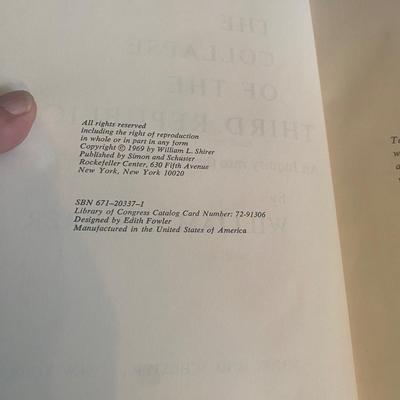 All rights reserved
including the right of reproduction
in whole or in part in any form
Copyright © 1969 by William L. Shirer
Published by Simon and Schuster
Rockefeller Center, 630 Fifth Avenue
New York, New York 10020
SBN 671-20337-1
Library of Congress Catalog Card Number: 72-91306
Designed by Edith Fowler
Manufactured in the United States of America